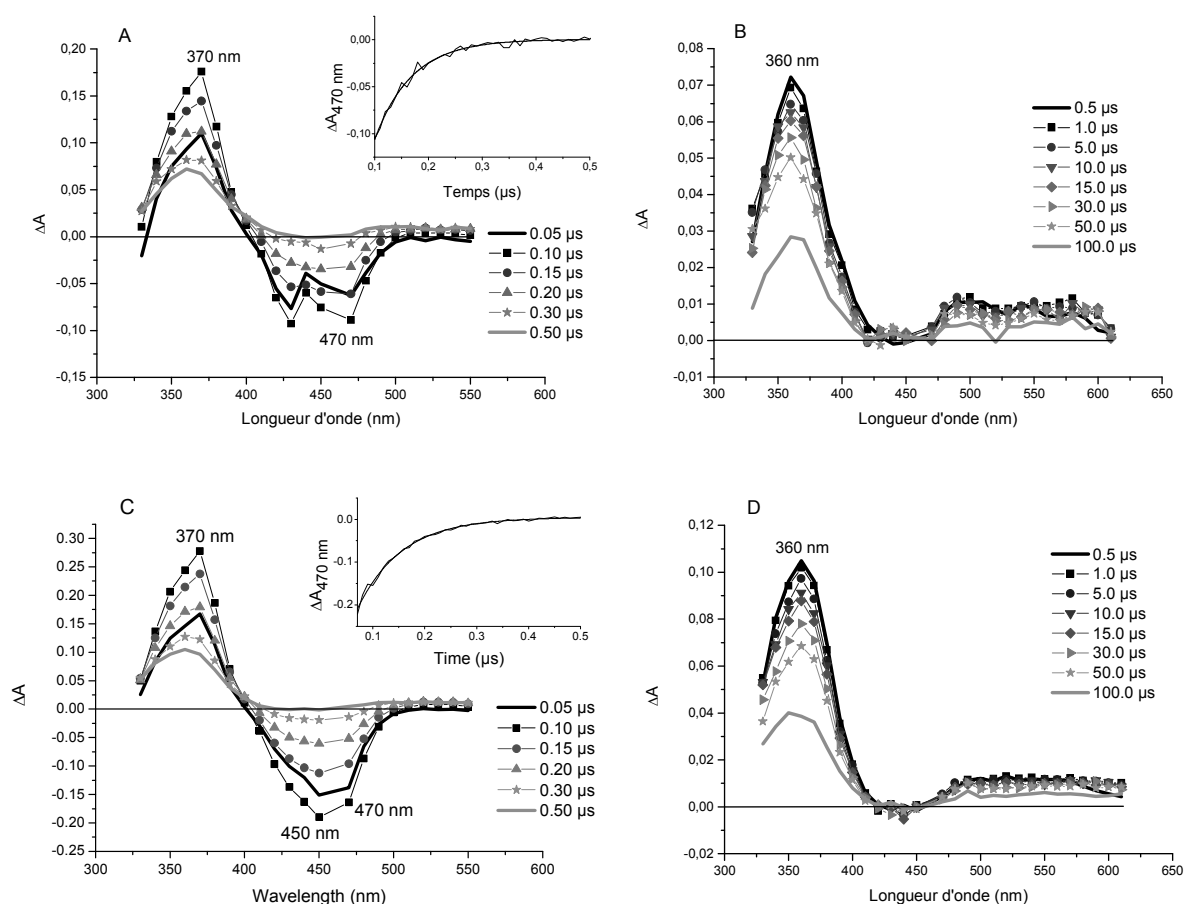 A
370 nm
0,20
0,15
0,10
0,05
0,00
-0,05
-0,10
-0,15
ΔA
300 350 400 450 500 550 600
Longueur d'onde (nm)
470 nm
0.05 µs
0.10 µs
0.15 µs
0.20 µs
0.30 µs
0.50 µs
0,00
-0,05
-0,10
ΔA470 nm
0,1 0,2 0,3 0,4 0,5
Temps (µs)
B
360 nm
0,08
0,07
0,06
0,05
0,04
0,03
0,02
0,01
0,00
-0,01
ΔA
300 350 400 450 500 550 600 650
Longueur d'onde (nm)
0.5 µs
1.0 µs
5.0 µs
10.0 µs
15.0 µs
30.0 µs
50.0 µs
100.0 µs
C
370 nm
0.30
0.25
0.20
0.15
0.10
0.05
0.00
-0.05
-0.10
-0.15
-0.20
-0.25
ΔA
300 350 400 450 500 550 600
Wavelength (nm)
450 nm
470 nm
0.05 µs
0.10 µs
0.15 µs
0.20 µs
0.30 µs
0.50 µs
0.0
-0.1
-0.2
ΔA470 nm
0.1 0.2 0.3 0.4 0.5
Time (µs)
D
360 nm
0,12
0,10
0,08
0,06
0,04
0,02
0,00
-0,02
ΔA
300 350 400 450 500 550 600 650
Longueur d'onde (nm)
0.5 µs
1.0 µs
5.0 µs
10.0 µs
15.0 µs
30.0 µs
50.0 µs
100.0 µs